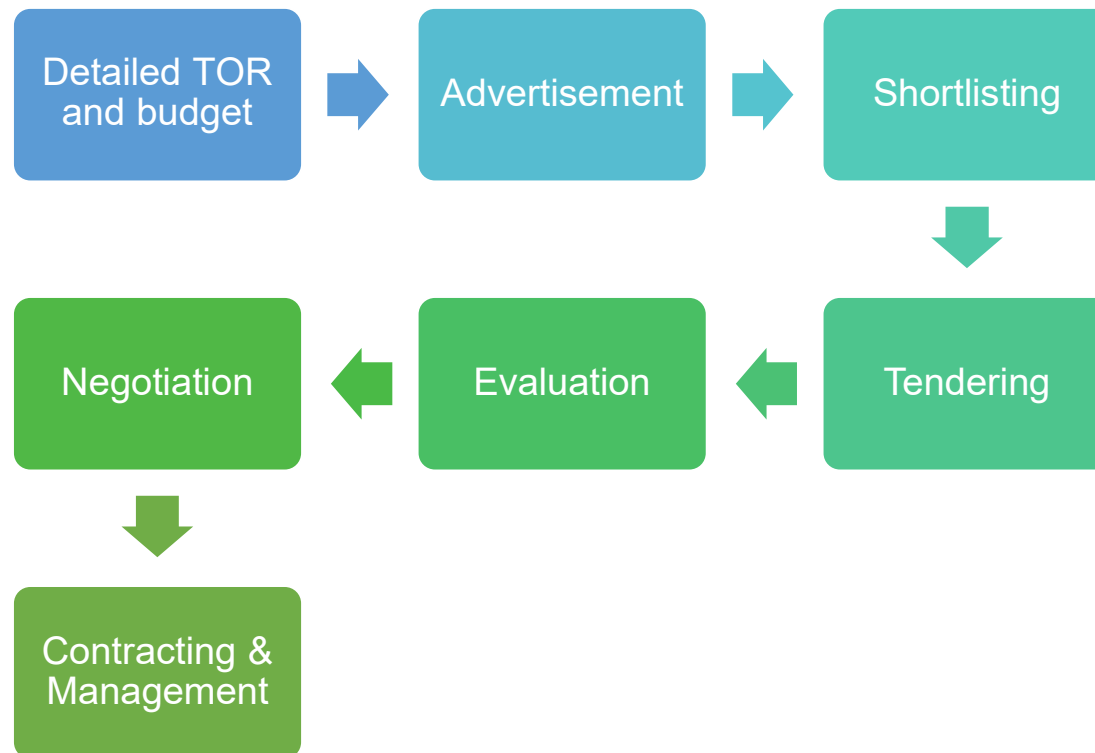 Detailed TOR
and budget
Advertisement
Shortlisting
Tendering
Evaluation
Negotiation
Contracting &
Management